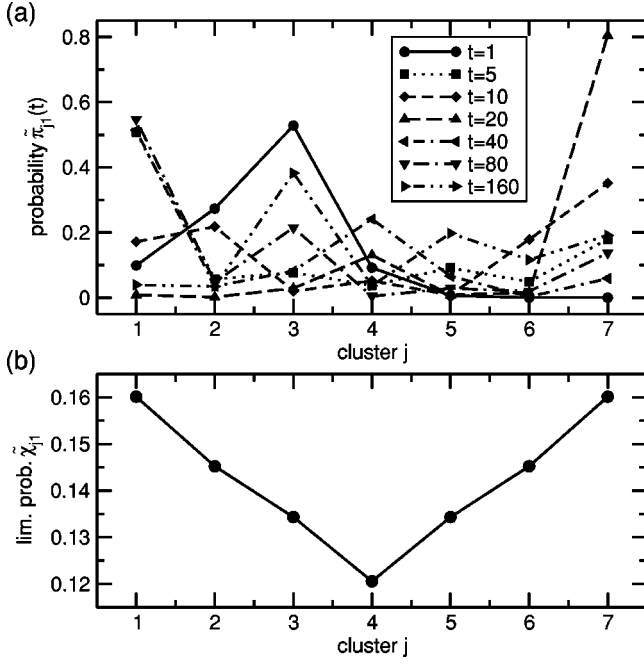 (a)
probability π̃j1(t)
0.8
0.6
0.4
0.2
0
t=1
t=5
t=10
t=20
t=40
t=80
t=160
1 2 3 4 5 6 7
cluster j
(b)
lim. prob. χ̃j1
0.16
0.15
0.14
0.13
0.12
1 2 3 4 5 6 7
cluster j